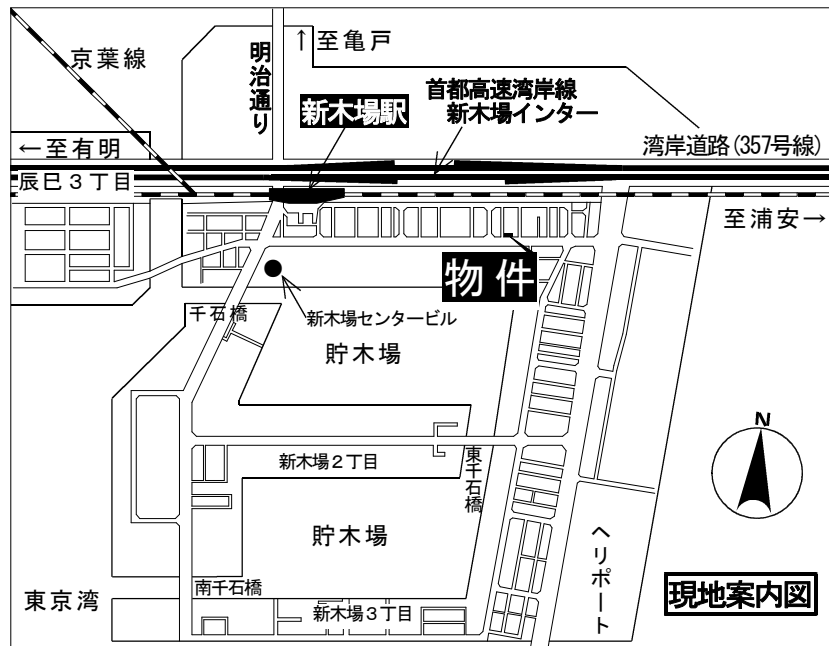 京葉線
明治通り
↑至亀戸
新木場駅
首都高速湾岸線
新木場インター
湾岸道路(357号線)
←至有明
辰巳3丁目
至浦安→
物件
千石橋
新木場センタービル
貯木場
N
新木場2丁目
東千石橋
貯木場
ヘリポート
東京湾
南千石橋
新木場3丁目
現地案内図